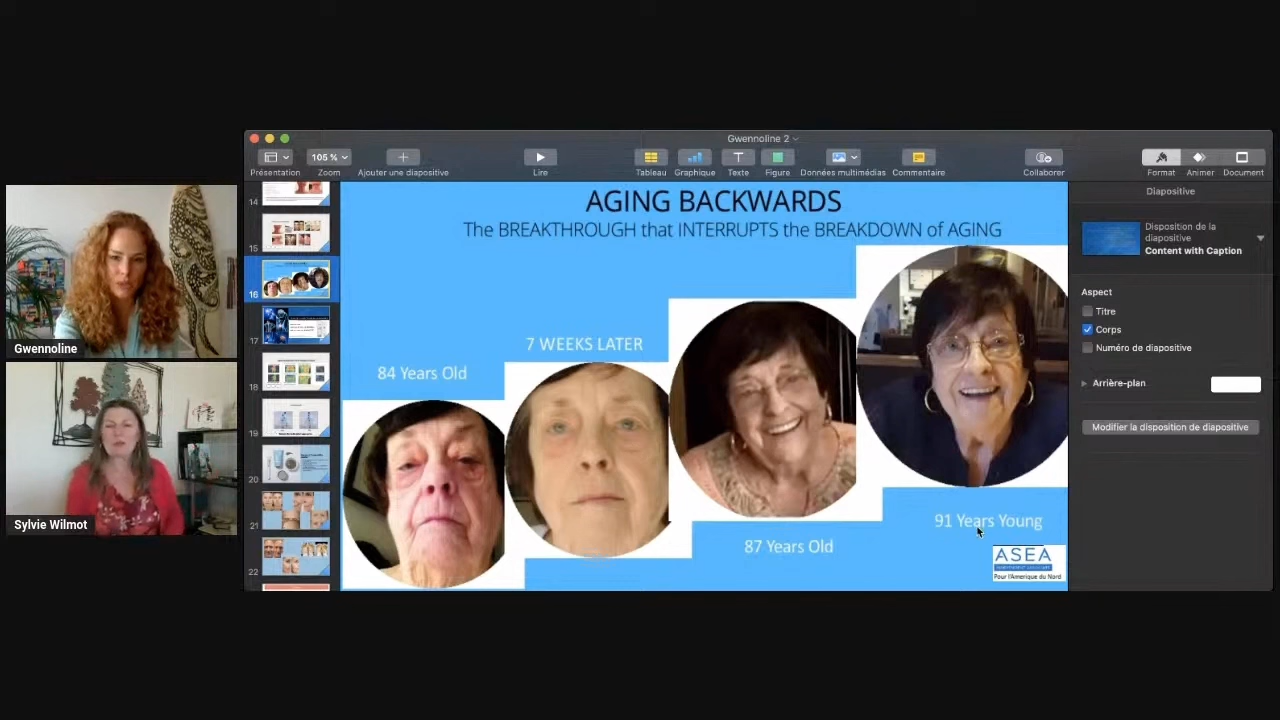 Gwennoline 2
105 %
Présentation
Zoom
Ajouter une diapositive
Lire
Tableau
Graphique
Texte
Figure
Données multimédias
Commentaire
Collaborer
Format
Animer
Document
14
15
16
17
18
19
20
21
22
AGING BACKWARDS
The BREAKTHROUGH that INTERRUPTS the BREAKDOWN of AGING
84 Years Old
7 WEEKS LATER
87 Years Old
91 Years Young
ASEA
Pour l'Amerique du Nord
Diapositive
Disposition de la
diapositive
Content with Caption
Aspect
Titre
Corps
Numéro de diapositive
Arrière-plan
Modifier la disposition de diapositive
Gwennoline
Sylvie Wilmot